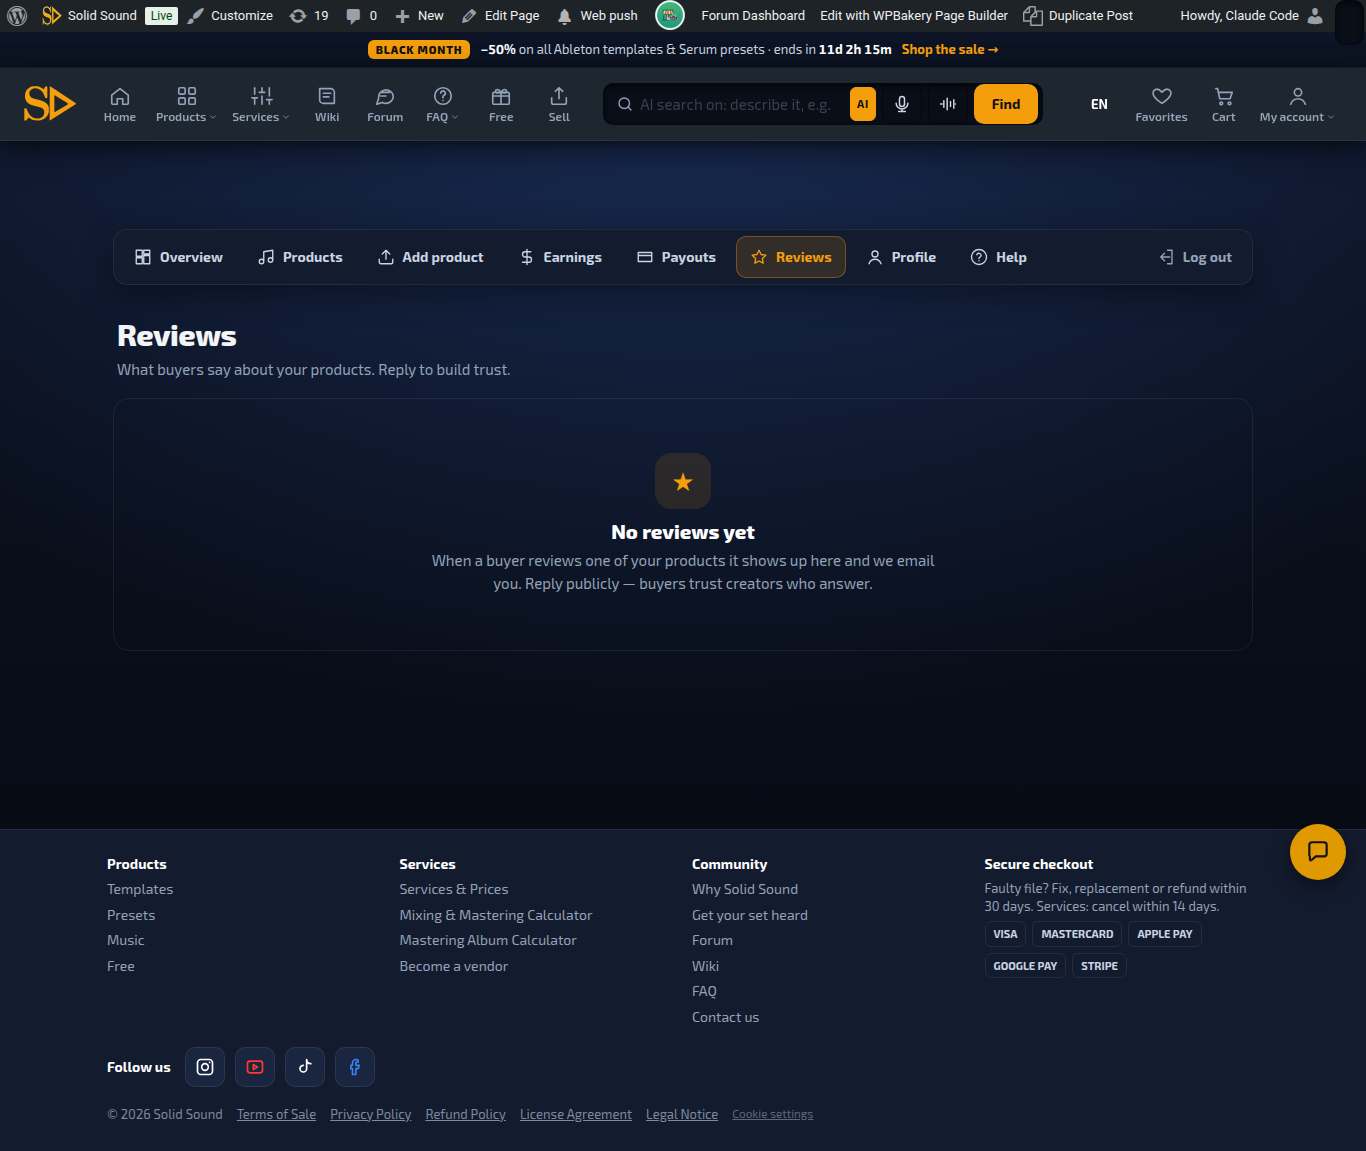 Solid Sound Live Customize 19 0 New Edit Page Web push Forum Dashboard Edit with WPBakery Page Builder Duplicate Post Howdy, Claude Code
BLACK MONTH −50% on all Ableton templates & Serum presets · ends in 11d 2h 15m Shop the sale →
SD Home Products Services Wiki Forum FAQ Free Sell AI search on: describe it, e.g. AI Find EN Favorites Cart My account
Overview Products Add product Earnings Payouts Reviews Profile Help Log out
Reviews
What buyers say about your products. Reply to build trust.
No reviews yet
When a buyer reviews one of your products it shows up here and we email
you. Reply publicly — buyers trust creators who answer.
Products
Templates
Presets
Music
Free
Services
Services & Prices
Mixing & Mastering Calculator
Mastering Album Calculator
Become a vendor
Community
Why Solid Sound
Get your set heard
Forum
Wiki
FAQ
Contact us
Secure checkout
Faulty file? Fix, replacement or refund within
30 days. Services: cancel within 14 days.
VISA MASTERCARD APPLE PAY
GOOGLE PAY STRIPE
Follow us
© 2026 Solid Sound Terms of Sale Privacy Policy Refund Policy License Agreement Legal Notice Cookie settings